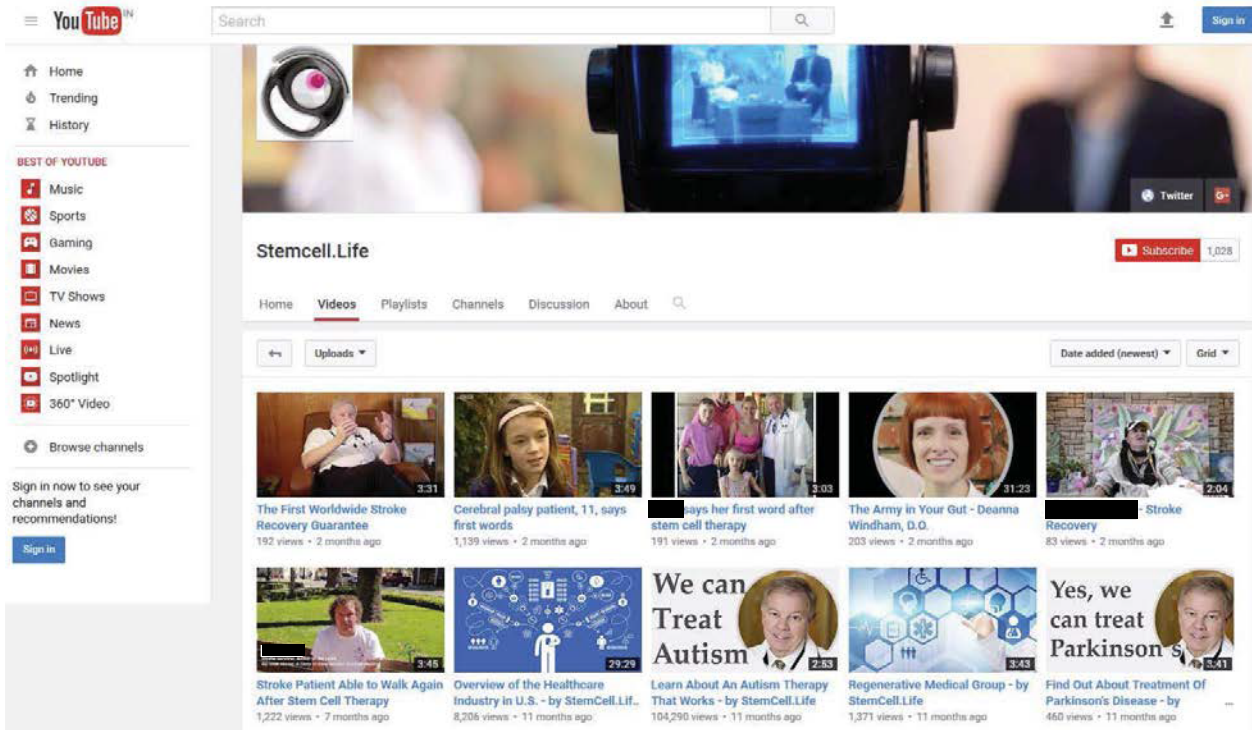 YouTube IN
Search
Sign in
Home
Trending
History
BEST OF YOUTUBE
Music
Sports
Gaming
Movies
TV Shows
News
Live
Spotlight
360° Video
Browse channels
Sign in now to see your
channels and
recommendations!
Sign in
Twitter
G+
Stemcell.Life
Subscribe 1,028
Home Videos Playlists Channels Discussion About
Uploads
Date added (newested) Grid
3:31
The First Worldwide Stroke
Recovery Guarantee
192 views • 2 months ago
3:49
Cerebral palsy patient, 11, says
first words
1,139 views • 2 months ago
3:03
says her first word after
stem cell therapy
191 views • 2 months ago
31:23
The Army in Your Gut - Deanna
Windham, D.O.
203 views • 2 months ago
2:04
- Stroke
Recovery
83 views • 2 months ago
3:45
Stroke Patient Able to Walk Again
After Stem Cell Therapy
1,222 views • 7 months ago
29:29
Overview of the Healthcare
Industry in U.S. - by StemCell.Lif...
8,206 views • 11 months ago
We can
Treat
Autism
2:53
Learn About An Autism Therapy
That Works - by StemCell.Life
104,290 views • 11 months ago
3:43
Regenerative Medical Group - by
StemCell.Life
1,371 views • 11 months ago
Yes, we
can treat
Parkinson's
3:41
Find Out About Treatment Of
Parkinson's Disease - by ...
460 views • 11 months ago